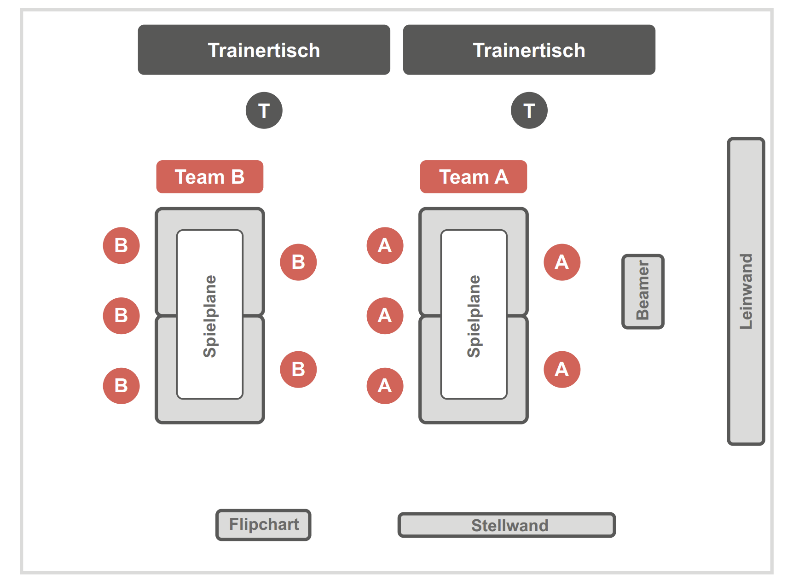 Trainertisch
Trainertisch
T
T
Team B
Team A
B
B
B
B
B
Spielplane
A
A
A
A
A
Spielplane
Beamer
Leinwand
Flipchart
Stellwand